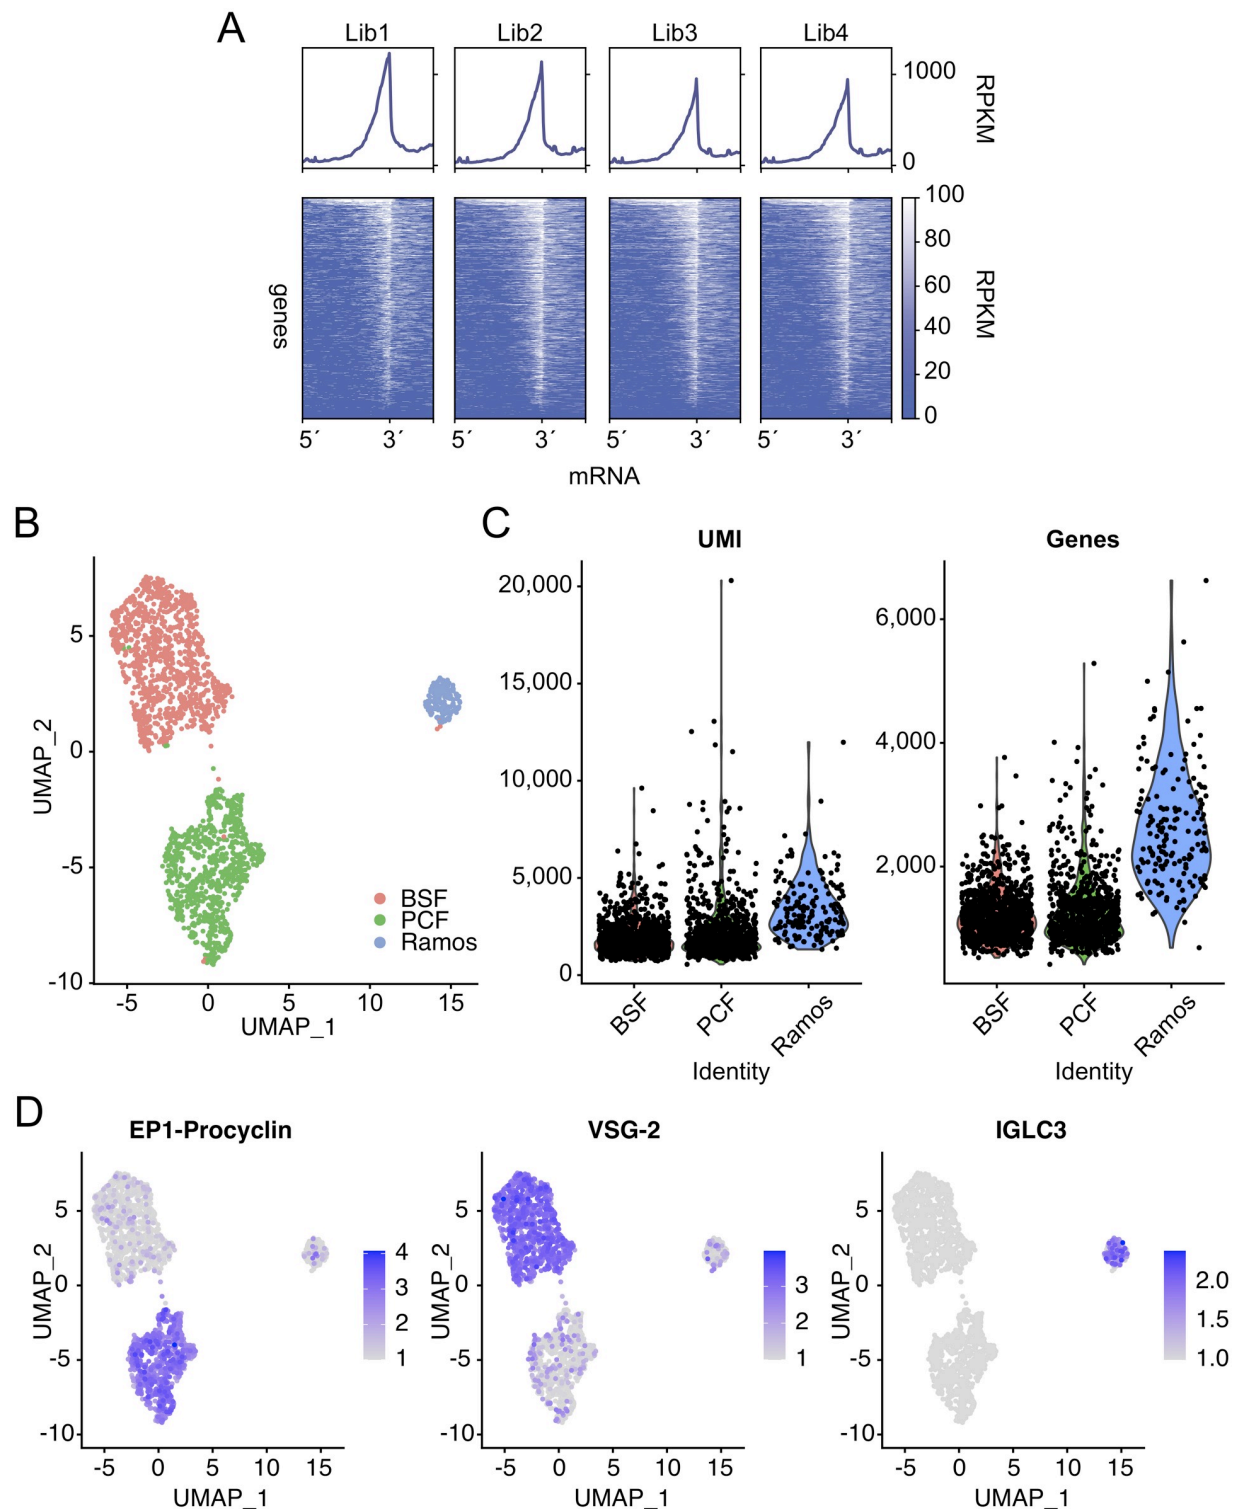 A
Lib1 Lib2 Lib3 Lib4
1000
0
RPKM
genes
100
80
60
40
20
0
RPKM
5´ 3´ 5´ 3´ 5´ 3´ 5´ 3´
mRNA
B
UMAP_2
5
0
-5
-10
BSF
PCF
Ramos
-5 0 5 10 15
UMAP_1
C
UMI
20,000
15,000
10,000
5,000
0
BSF PCF Ramos
Identity
Genes
6,000
4,000
2,000
BSF PCF Ramos
Identity
D
EP1-Procyclin
UMAP_2
5
0
-5
-10
4
3
2
1
-5 0 5 10 15
UMAP_1
VSG-2
UMAP_2
5
0
-5
-10
3
2
1
-5 0 5 10 15
UMAP_1
IGLC3
UMAP_2
5
0
-5
-10
2.0
1.5
1.0
-5 0 5 10 15
UMAP_1